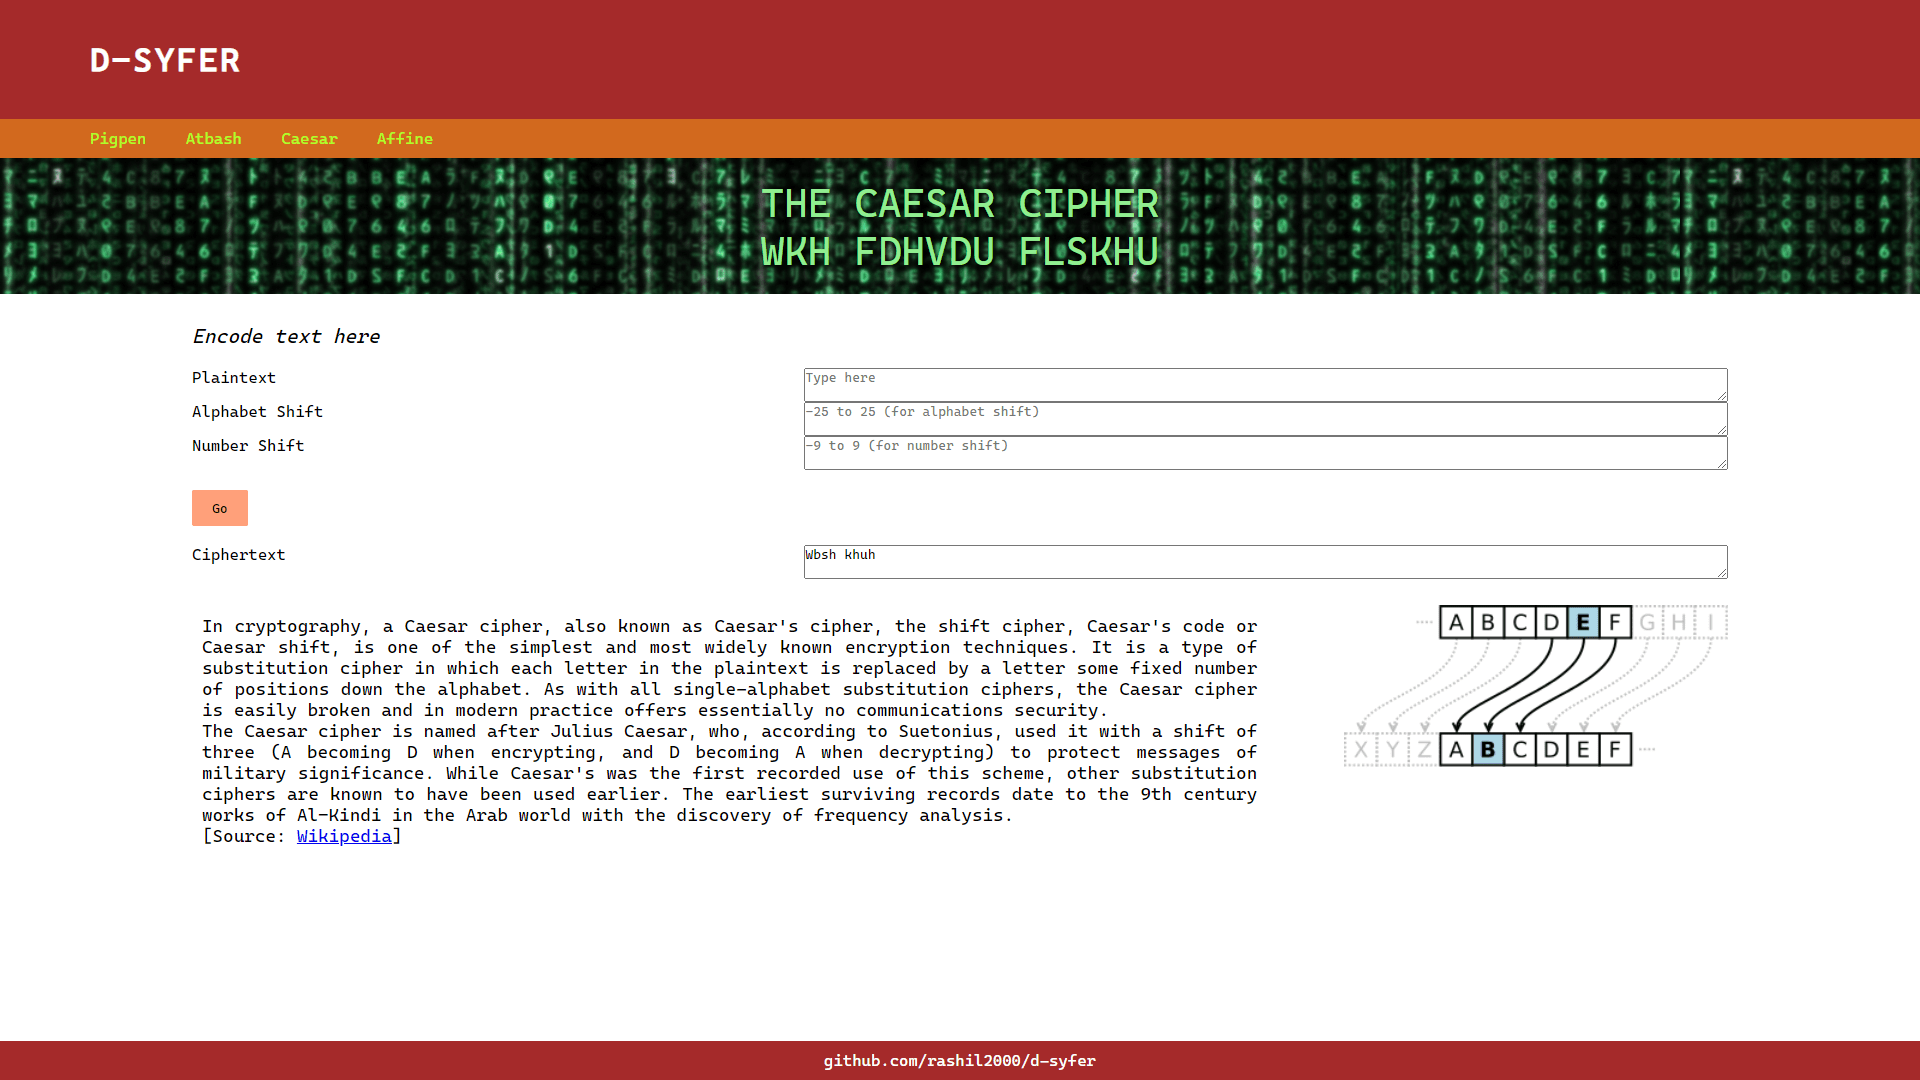 D-SYFER
Pigpen Atbash Caesar Affine
THE CAESAR CIPHER
WKH FDHVDU FLSKHU
Encode text here
Plaintext
Type here
Alphabet Shift
-25 to 25 (for alphabet shift)
Number Shift
-9 to 9 (for number shift)
Go
Ciphertext
Wbsh khuh
In cryptography, a Caesar cipher, also known as Caesar's cipher, the shift cipher, Caesar's code or
Caesar shift, is one of the simplest and most widely known encryption techniques. It is a type of
substitution cipher in which each letter in the plaintext is replaced by a letter some fixed number
of positions down the alphabet. As with all single-alphabet substitution ciphers, the Caesar cipher
is easily broken and in modern practice offers essentially no communications security.
The Caesar cipher is named after Julius Caesar, who, according to Suetonius, used it with a shift of
three (A becoming D when encrypting, and D becoming A when decrypting) to protect messages of
military significance. While Caesar's was the first recorded use of this scheme, other substitution
ciphers are known to have been used earlier. The earliest surviving records date to the 9th century
works of Al-Kindi in the Arab world with the discovery of frequency analysis.
[Source: Wikipedia]
A B C D E F G H I
X Y Z A B C D E F
github.com/rashil2000/d-syfer